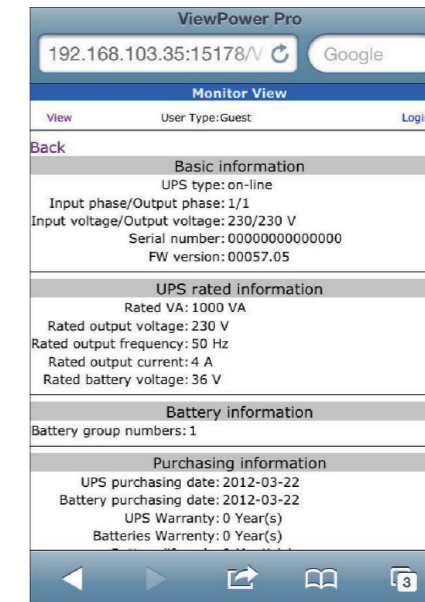 ViewPower Pro
192.168.103.35:15178/V Google
Monitor View
View User Type:Guest Login
Back
Basic information
UPS type: on-line
Input phase/Output phase: 1/1
Input voltage/Output voltage: 230/230 V
Serial number: 00000000000000
FW version: 00057.05
UPS rated information
Rated VA: 1000 VA
Rated output voltage: 230 V
Rated output frequency: 50 Hz
Rated output current: 4 A
Rated battery voltage: 36 V
Battery information
Battery group numbers: 1
Purchasing information
UPS purchasing date: 2012-03-22
Battery purchasing date: 2012-03-22
UPS Warranty: 0 Year(s)
Batteries Warranty: 0 Year(s)
3